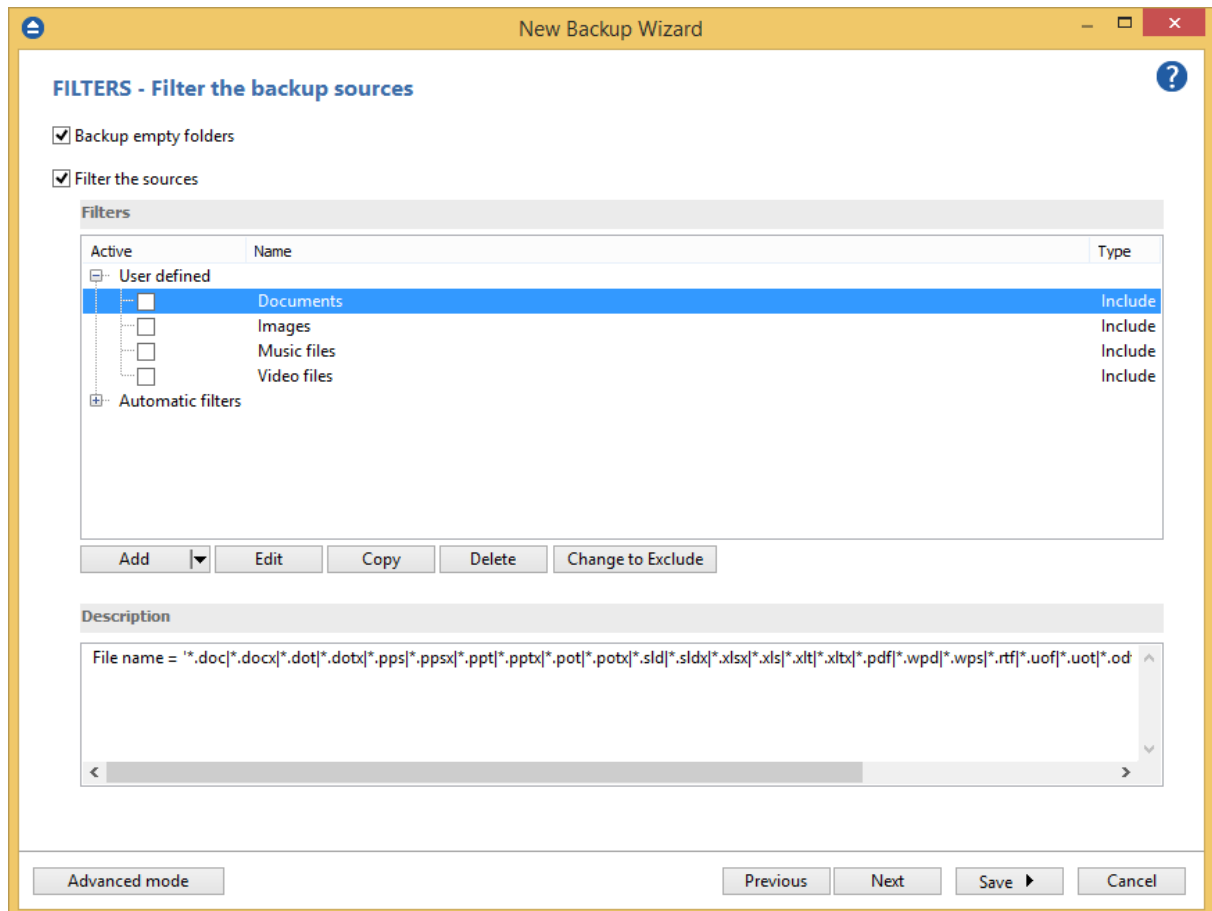 New Backup Wizard
FILTERS - Filter the backup sources
Backup empty folders
Filter the sources
Filters
Active Name Type
User defined
Documents Include
Images Include
Music files Include
Video files Include
Automatic filters
Add Edit Copy Delete Change to Exclude
Description
File name = '*.doc|*.docx|*.dot|*.dotx|*.pps|*.ppsx|*.ppt|*.pptx|*.pot|*.potx|*.sld|*.sldx|*.xlsx|*.xls|*.xlt|*.xltx|*.pdf|*.wpd|*.wps|*.rtf|*.uof|*.uot|*.od
Advanced mode Previous Next Save Cancel